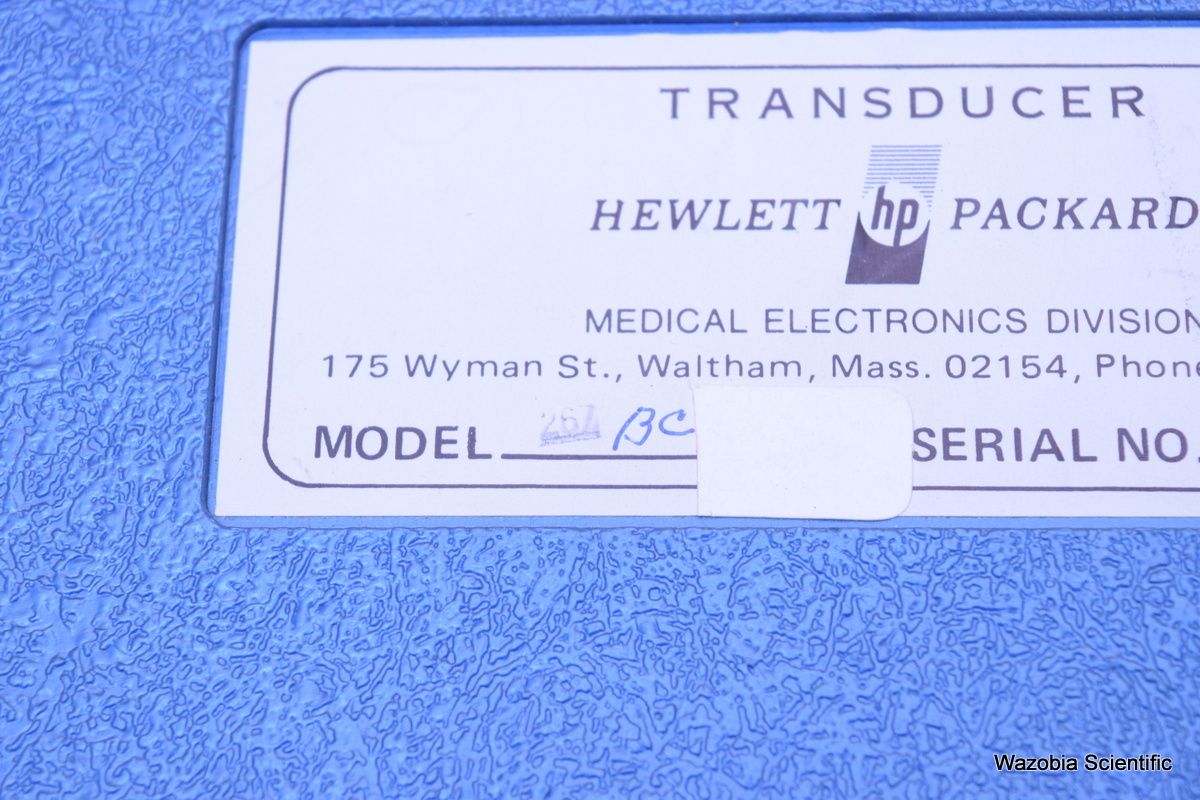 TRANSDUCER
HEWLETT hp PACKARD
MEDICAL ELECTRONICS DIVISION
175 Wyman St., Waltham, Mass. 02154, Phone
MODEL 267 BC SERIAL NO.
Wazobia Scientific